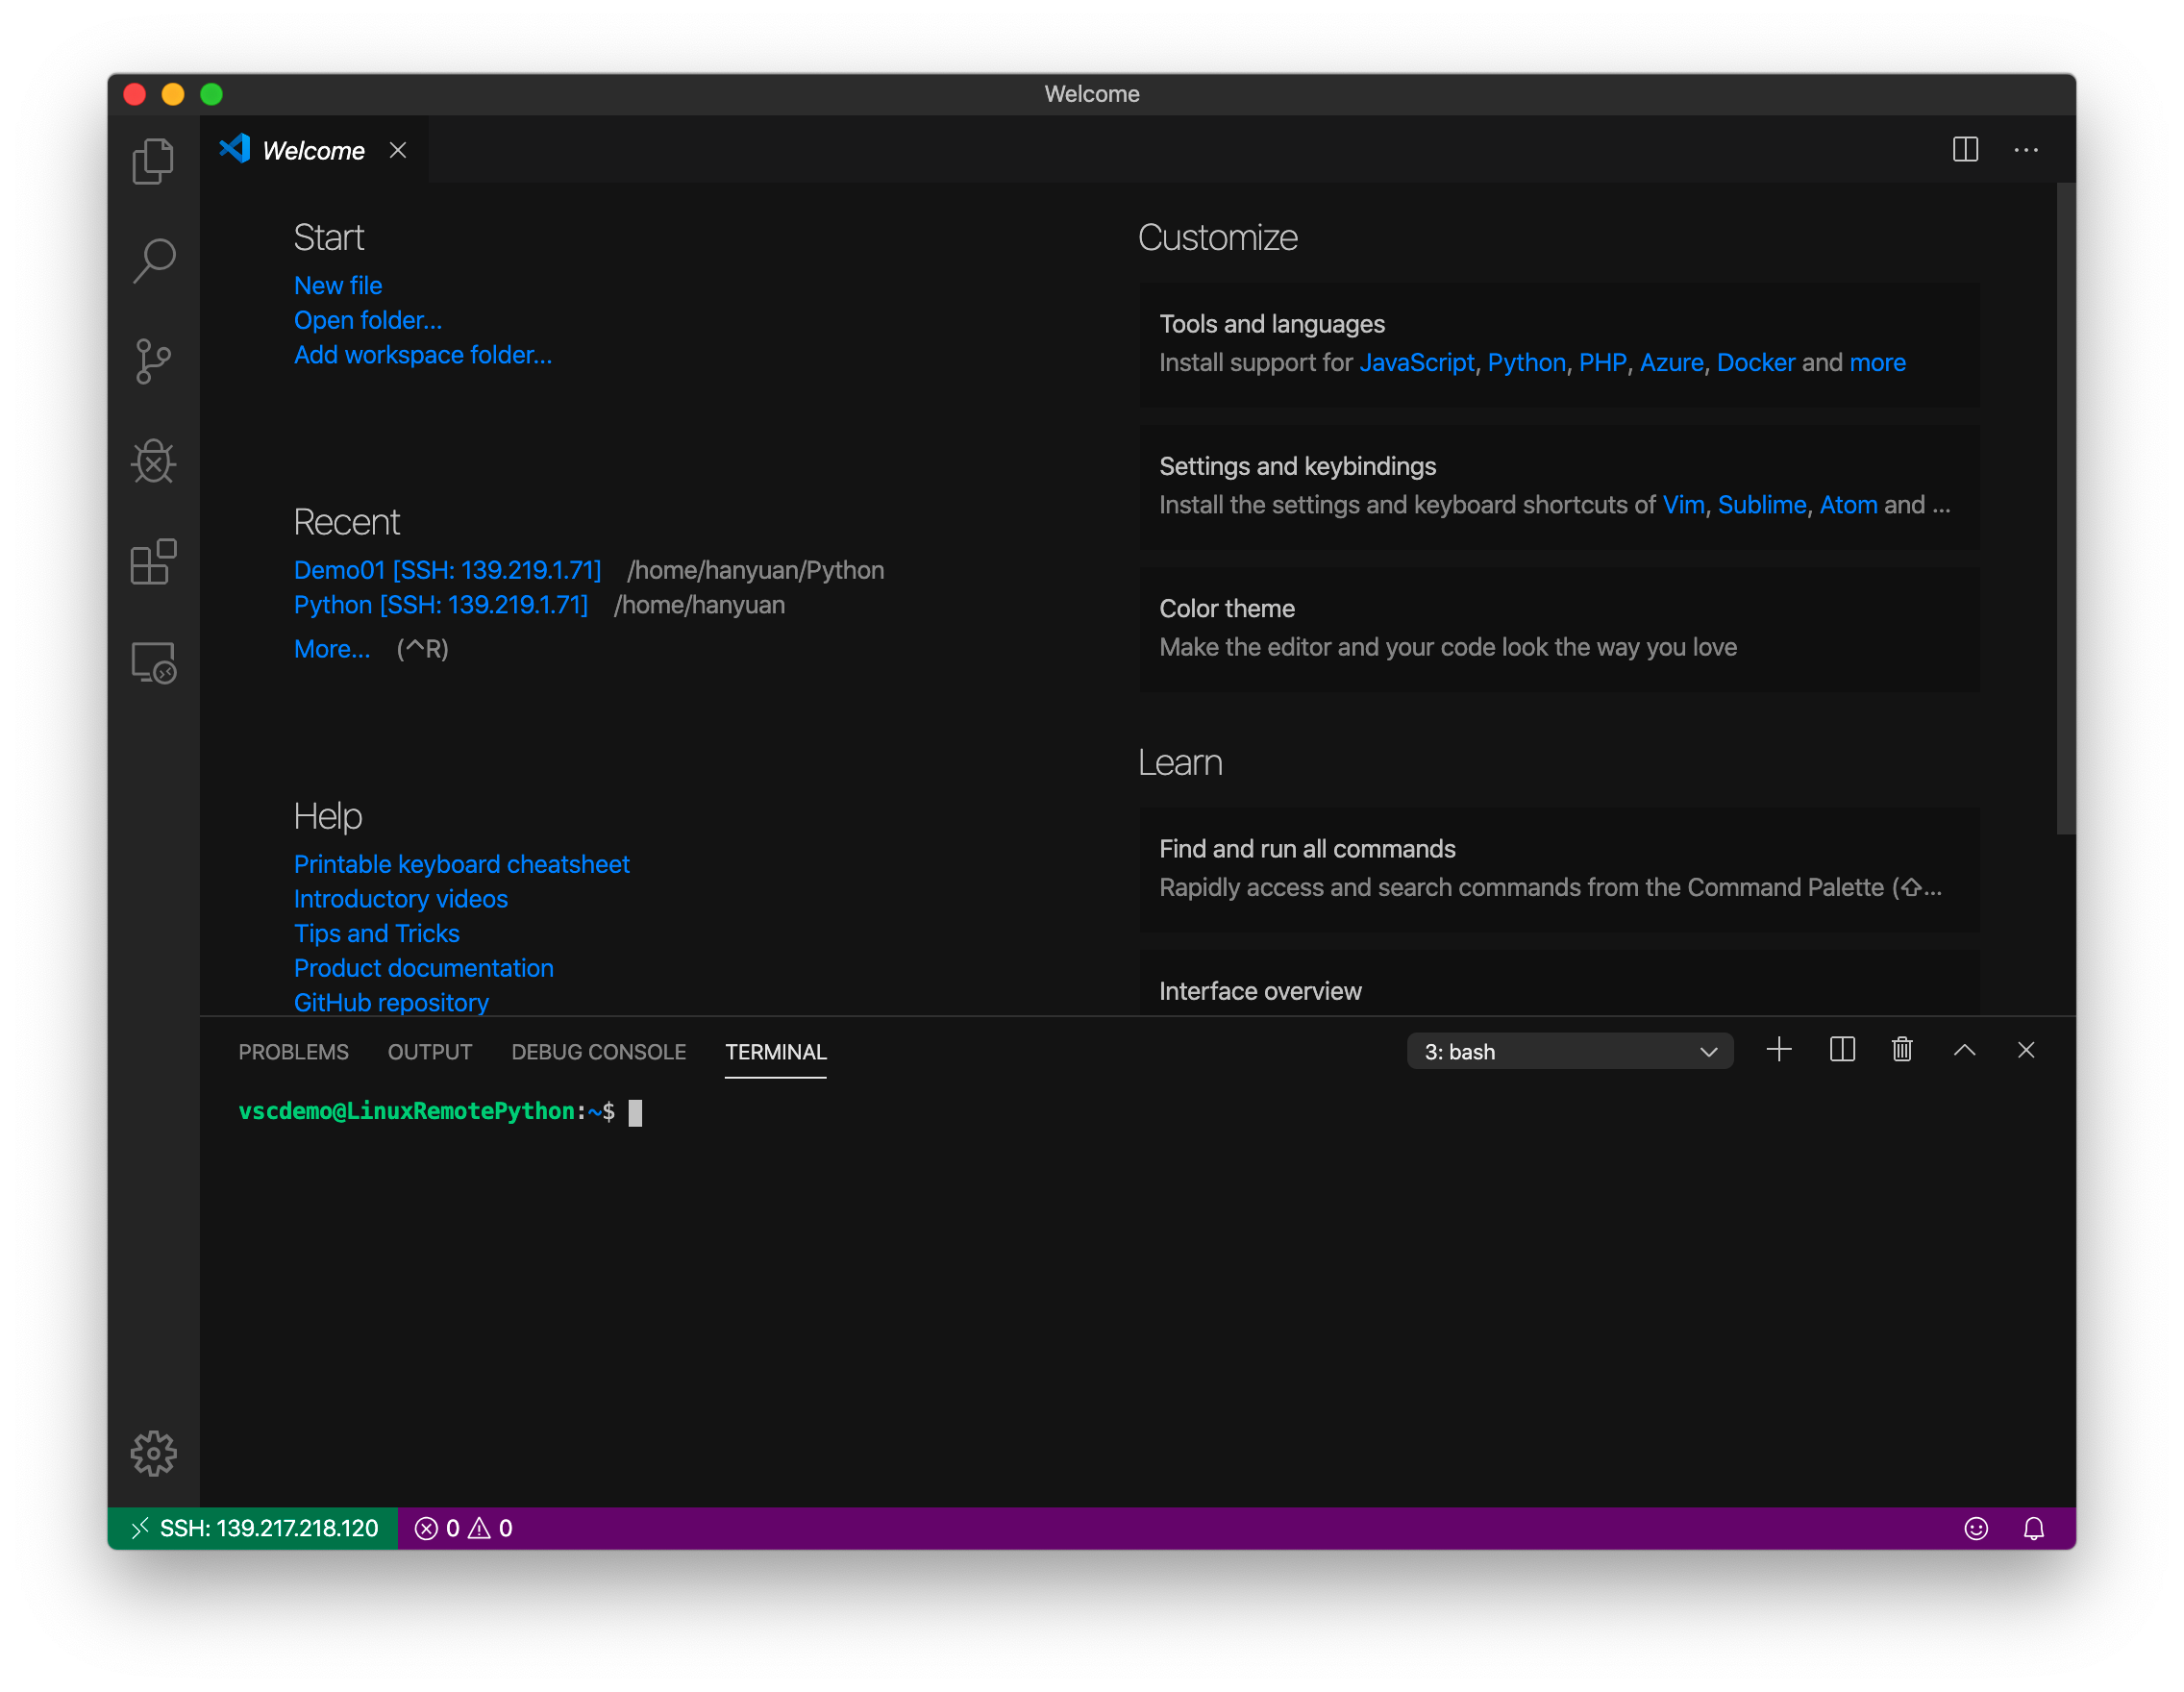 Welcome
Welcome
Start
New file
Open folder...
Add workspace folder...
Recent
Demo01 [SSH: 139.219.1.71] /home/hanyuan/Python
Python [SSH: 139.219.1.71] /home/hanyuan
More... (^R)
Help
Printable keyboard cheatsheet
Introductory videos
Tips and Tricks
Product documentation
GitHub repository
Customize
Tools and languages
Install support for JavaScript, Python, PHP, Azure, Docker and more
Settings and keybindings
Install the settings and keyboard shortcuts of Vim, Sublime, Atom and ...
Color theme
Make the editor and your code look the way you love
Learn
Find and run all commands
Rapidly access and search commands from the Command Palette (⇧...
Interface overview
PROBLEMS OUTPUT DEBUG CONSOLE TERMINAL 3: bash
vscdemo@LinuxRemotePython:~$
SSH: 139.217.218.120 0 0